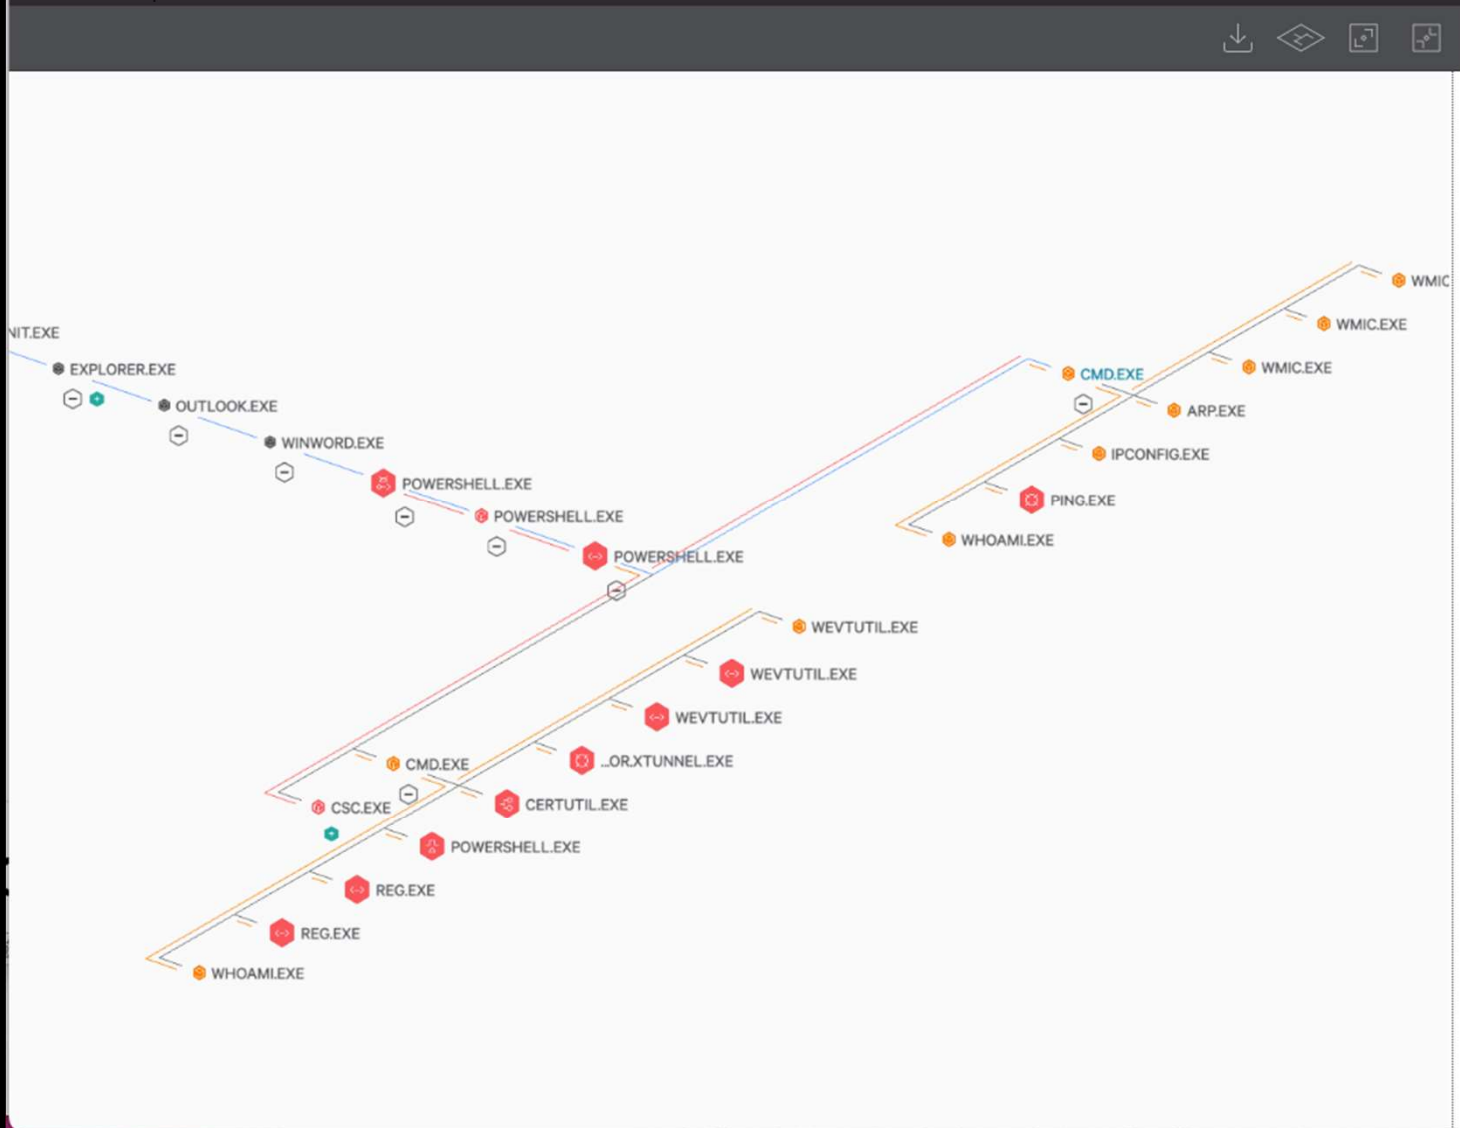 NIT.EXE
EXPLORER.EXE
OUTLOOK.EXE
WINWORD.EXE
POWERSHELL.EXE
POWERSHELL.EXE
POWERSHELL.EXE
CMD.EXE
WMIC
WMIC.EXE
WMIC.EXE
ARP.EXE
IPCONFIG.EXE
PING.EXE
WHOAMI.EXE
CMD.EXE
CSC.EXE
WEVTUTIL.EXE
WEVTUTIL.EXE
WEVTUTIL.EXE
...OR.XTUNNEL.EXE
CERTUTIL.EXE
POWERSHELL.EXE
REG.EXE
REG.EXE
WHOAMI.EXE